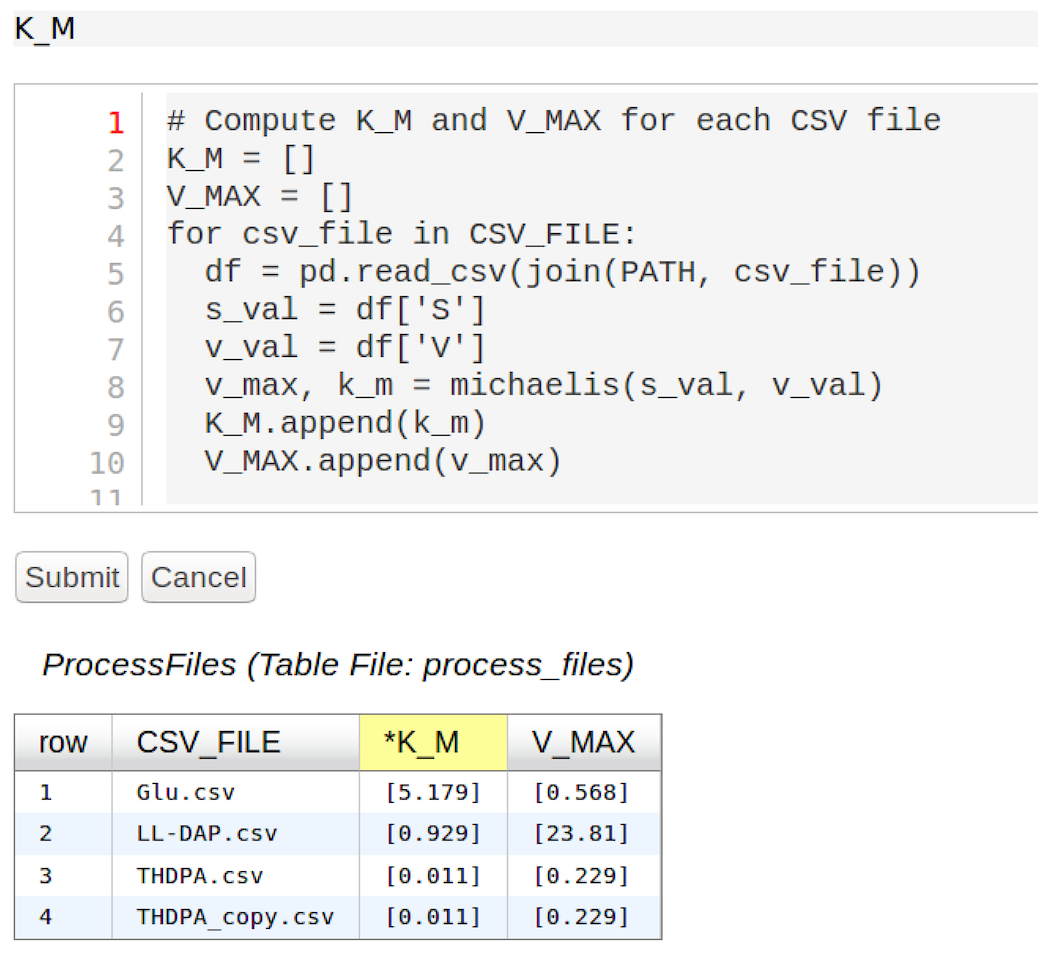 K_M
1 # Compute K_M and V_MAX for each CSV file
2 K_M = []
3 V_MAX = []
4 for csv_file in CSV_FILE:
5   df = pd.read_csv(join(PATH, csv_file))
6   s_val = df['S']
7   v_val = df['V']
8   v_max, k_m = michaelis(s_val, v_val)
9   K_M.append(k_m)
10   V_MAX.append(v_max)
11
Submit Cancel
ProcessFiles (Table File: process_files)
row CSV_FILE *K_M V_MAX
1 Glu.csv [5.179] [0.568]
2 LL-DAP.csv [0.929] [23.81]
3 THDPA.csv [0.011] [0.229]
4 THDPA_copy.csv [0.011] [0.229]